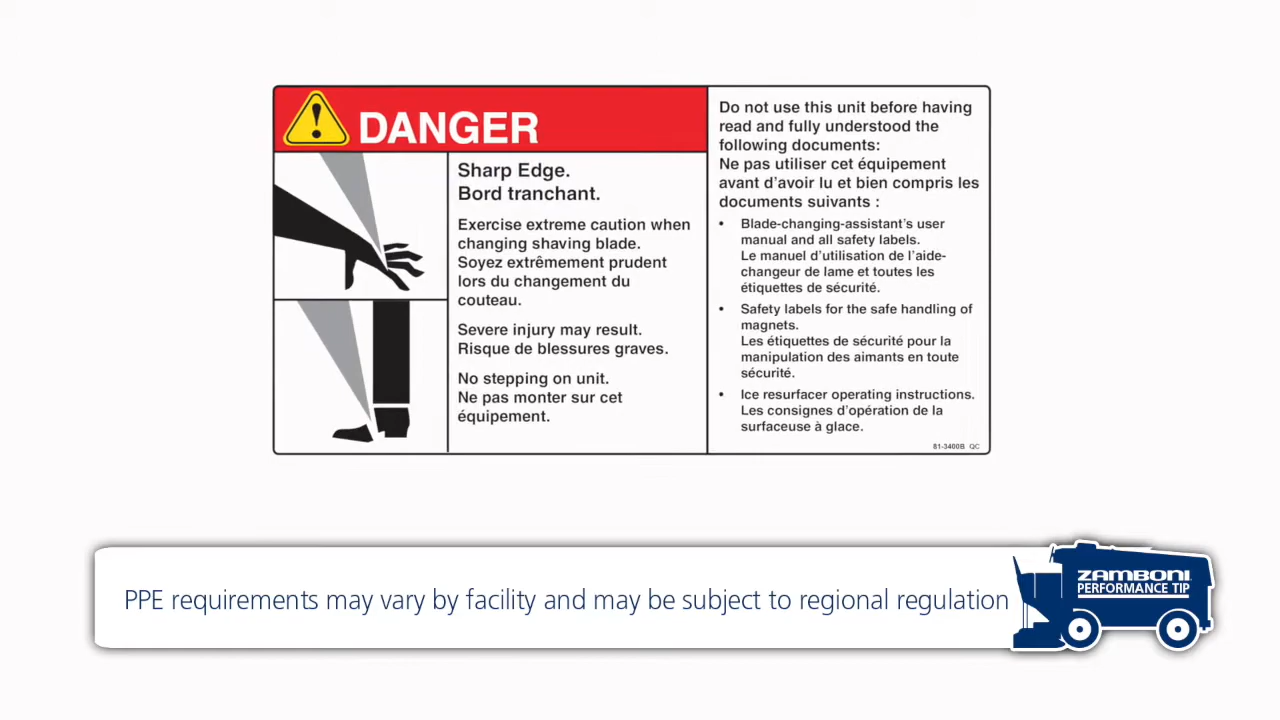 DANGER
Sharp Edge.
Bord tranchant.
Exercise extreme caution when
changing shaving blade.
Soyez extrêmement prudent
lors du changement du
couteau.
Severe injury may result.
Risque de blessures graves.
No stepping on unit.
Ne pas monter sur cet
équipement.
Do not use this unit before having
read and fully understood the
following documents:
Ne pas utiliser cet équipement
avant d'avoir lu et bien compris les
documents suivants :
• Blade-changing-assistant's user
manual and all safety labels.
Le manuel d'utilisation de l'aide-
changeur de lame et toutes les
étiquettes de sécurité.
• Safety labels for the safe handling of
magnets.
Les étiquettes de sécurité pour la
manipulation des aimants en toute
sécurité.
• Ice resurfacer operating instructions.
Les consignes d'opération de la
surfaceuse à glace.
81-3400B QC
PPE requirements may vary by facility and may be subject to regional regulation
ZAMBONI
PERFORMANCE TIP